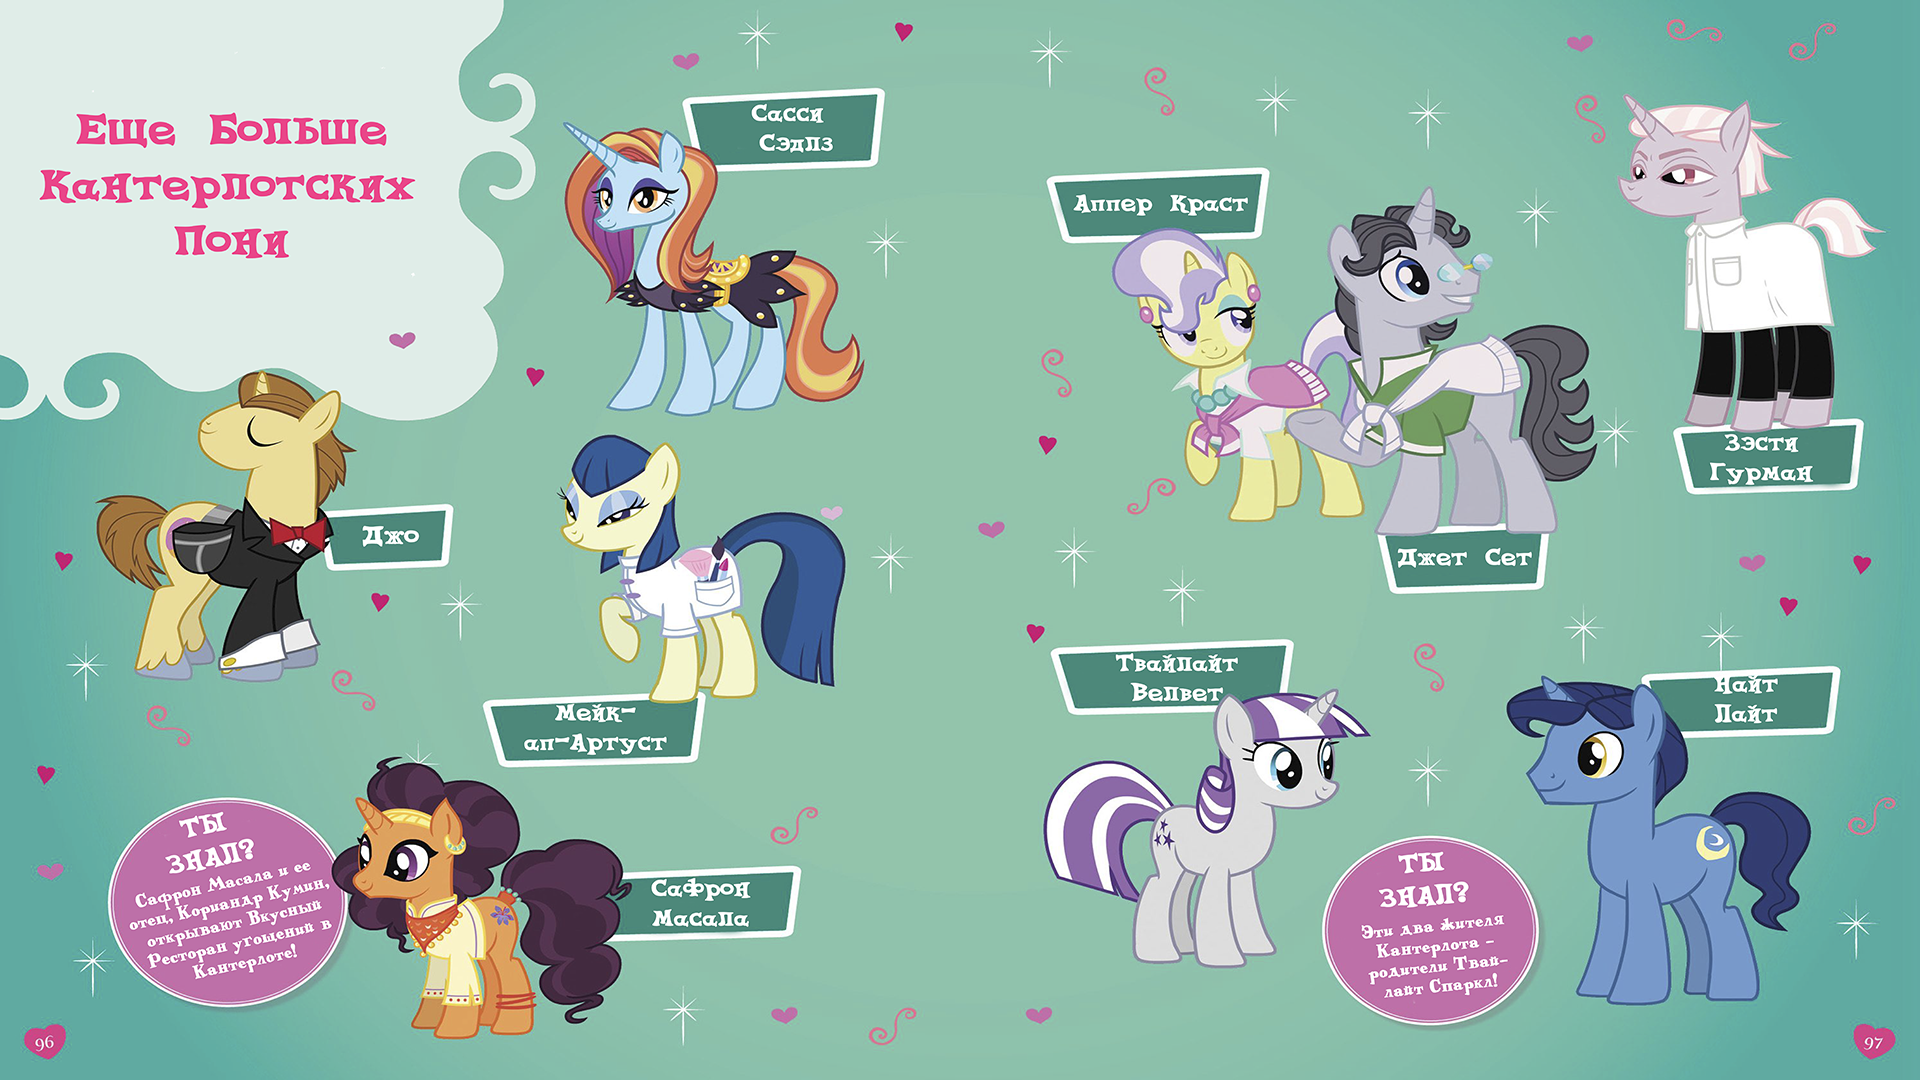 Еще Больше
Кантерлотских
Пони
Сасси
Сэдлз
Джо
Мейк-
ап-Артуст
ТЫ
ЗНАЛ?
Сафрон Масала и ее
отец, Кориандр Кумин,
открывают Вкусный
Ресторан угощений в
Кантерлоте!
Сафрон
Масала
96
Аппер Краст
Джет Сет
Зэсти
Гурман
Твайлайт
Велвет
Найт
Лайт
ТЫ
ЗНАЛ?
Эти два жителя
Кантерлота –
родители Твай-
лайт Спаркл!
97